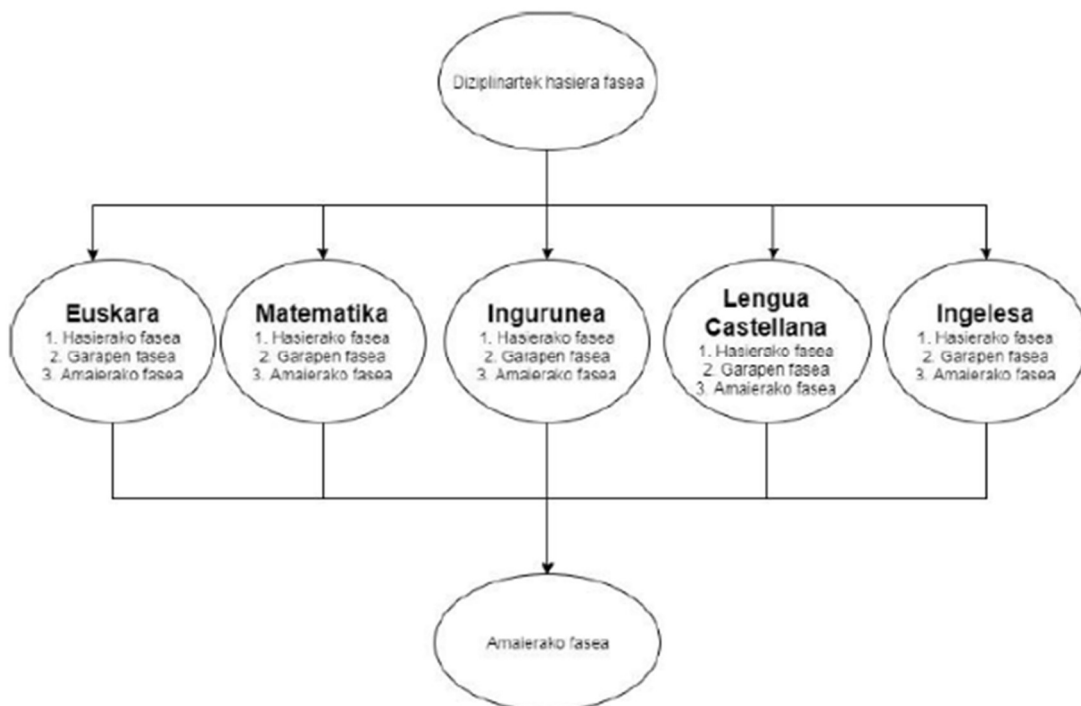 Diziplinartek hasiera fasea
Euskara
1. Hasierako fasea
2. Garapen fasea
3. Amaierako fasea
Matematika
1. Hasierako fasea
2. Garapen fasea
3. Amaierako fasea
Ingurunea
1. Hasierako fasea
2. Garapen fasea
3. Amaierako fasea
Lengua
Castellana
1. Hasierako fasea
2. Garapen fasea
3. Amaierako fasea
Ingelesa
1. Hasierako fasea
2. Garapen fasea
3. Amaierako fasea
Amaierako fasea